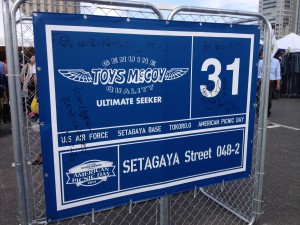 GENUINE
TOYS McCOY
QUALITY
ULTIMATE SEEKER
31
U.S. AIR FORCE SETAGAYA BASE TOKORO.G AMERICAN PICNIC DAY
AMERICAN
PICNIC DAY
SETAGAYA Street 048-2